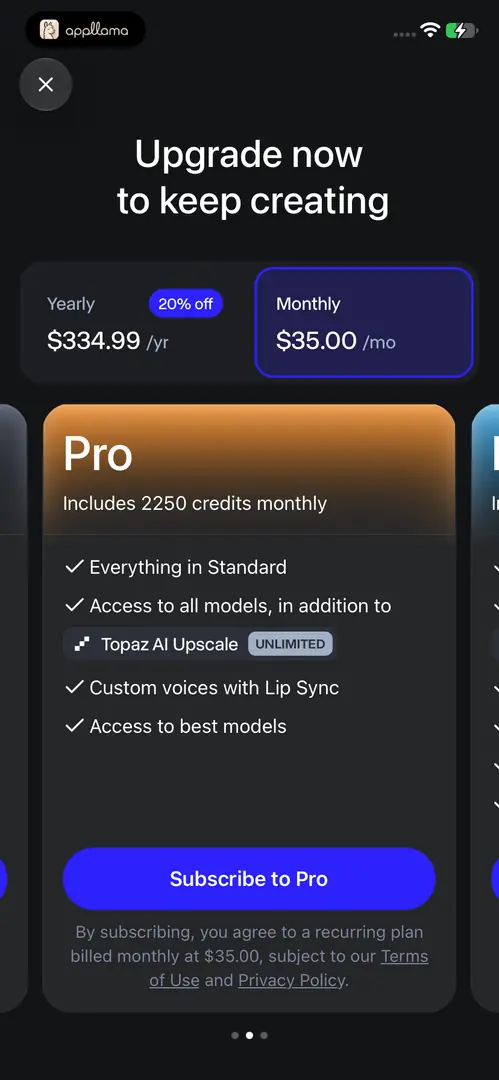 appllama
Upgrade now
to keep creating
Yearly
20% off
$334.99 /yr
Monthly
$35.00 /mo
Pro
Includes 2250 credits monthly
Everything in Standard
Access to all models, in addition to
Topaz AI Upscale UNLIMITED
Custom voices with Lip Sync
Access to best models
Subscribe to Pro
By subscribing, you agree to a recurring plan
billed monthly at $35.00, subject to our Terms
of Use and Privacy Policy.